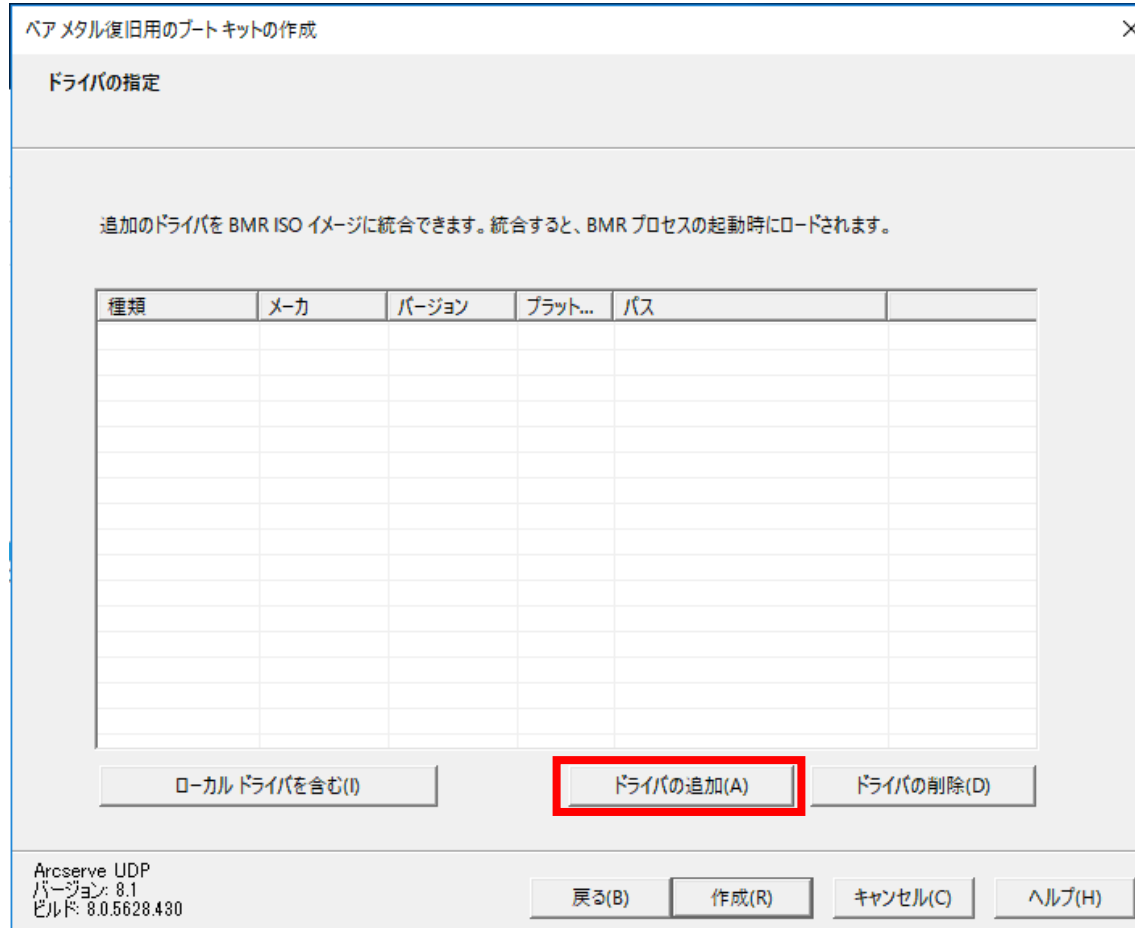 ベア メタル復旧用のブート キットの作成
ドライバの指定
追加のドライバを BMR ISO イメージに統合できます。統合すると、BMR プロセスの起動時にロードされます。
種類 メーカ バージョン プラット... パス
ローカル ドライバを含む(I) ドライバの追加(A) ドライバの削除(D)
Arcserve UDP
バージョン: 8.1
ビルド: 8.0.5628.430
戻る(B) 作成(R) キャンセル(C) ヘルプ(H)